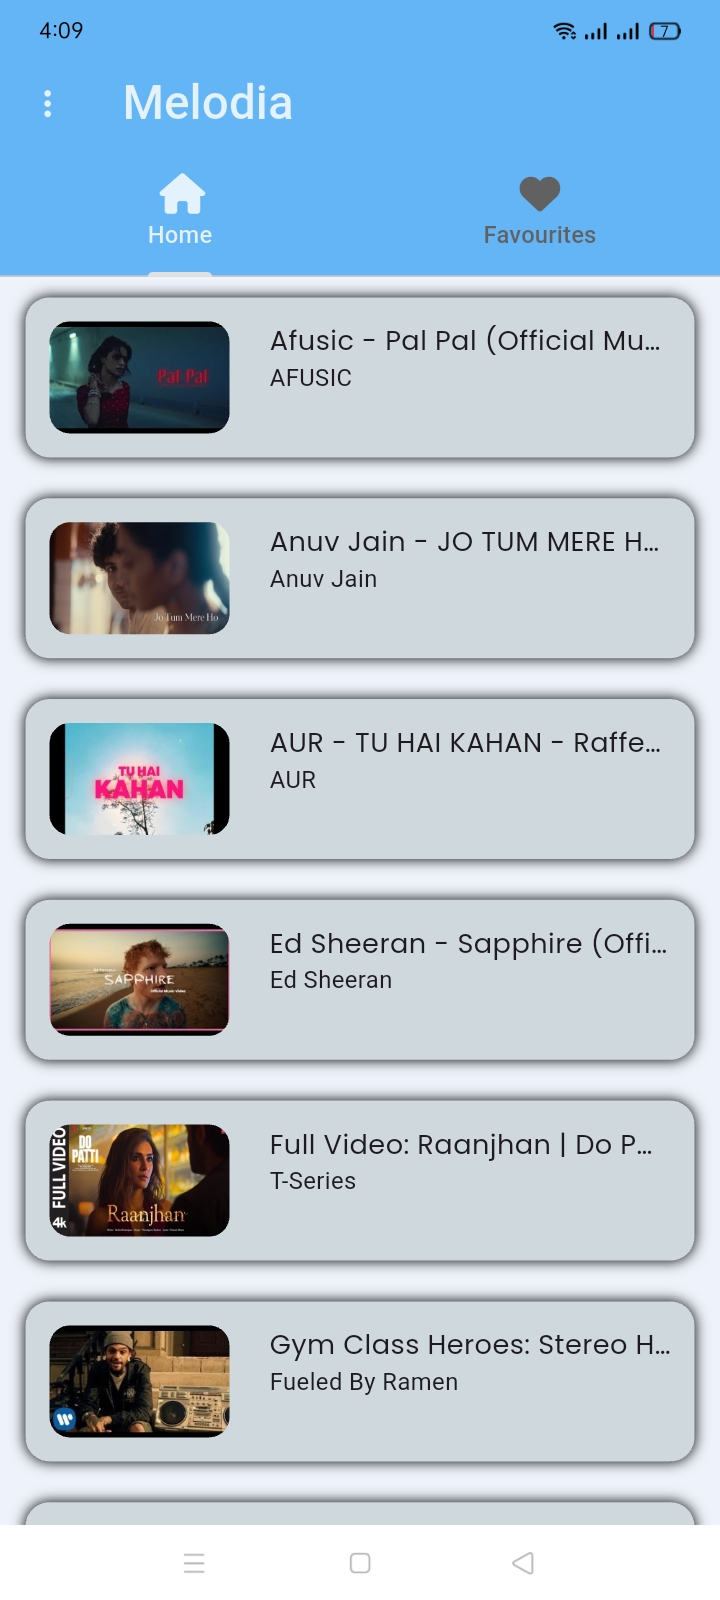 4:09
7
Melodia
Home
Favourites
Pal Pal
Afusic - Pal Pal (Official Mu...
AFUSIC
Jo Tum Mere Ho
Anuv Jain - JO TUM MERE H...
Anuv Jain
TU HAI
KAHAN
AUR - TU HAI KAHAN - Raffe...
AUR
SAPPHIRE
Official Music Video
Ed Sheeran - Sapphire (Offi...
Ed Sheeran
FULL VIDEO
4k
DO
PATTI
Raanjhan
Full Video: Raanjhan | Do P...
T-Series
Gym Class Heroes: Stereo H...
Fueled By Ramen